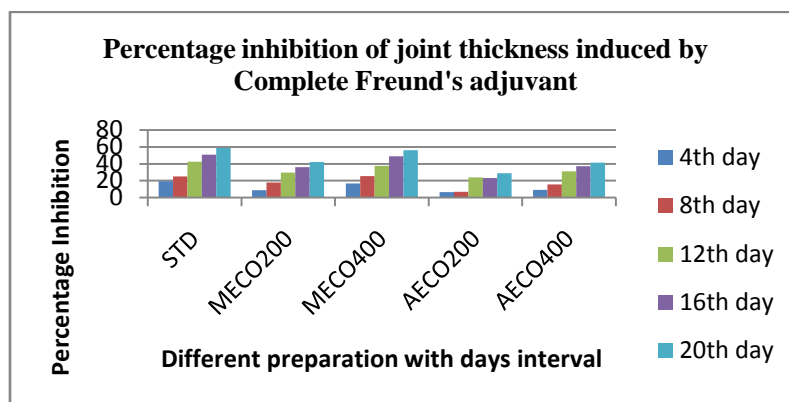 Percentage inhibition of joint thickness induced by
Complete Freund's adjuvant
Percentage Inhibition
80
60
40
20
0
STD
MECO200
MECO400
AECO200
AECO400
Different preparation with days interval
4th day
8th day
12th day
16th day
20th day